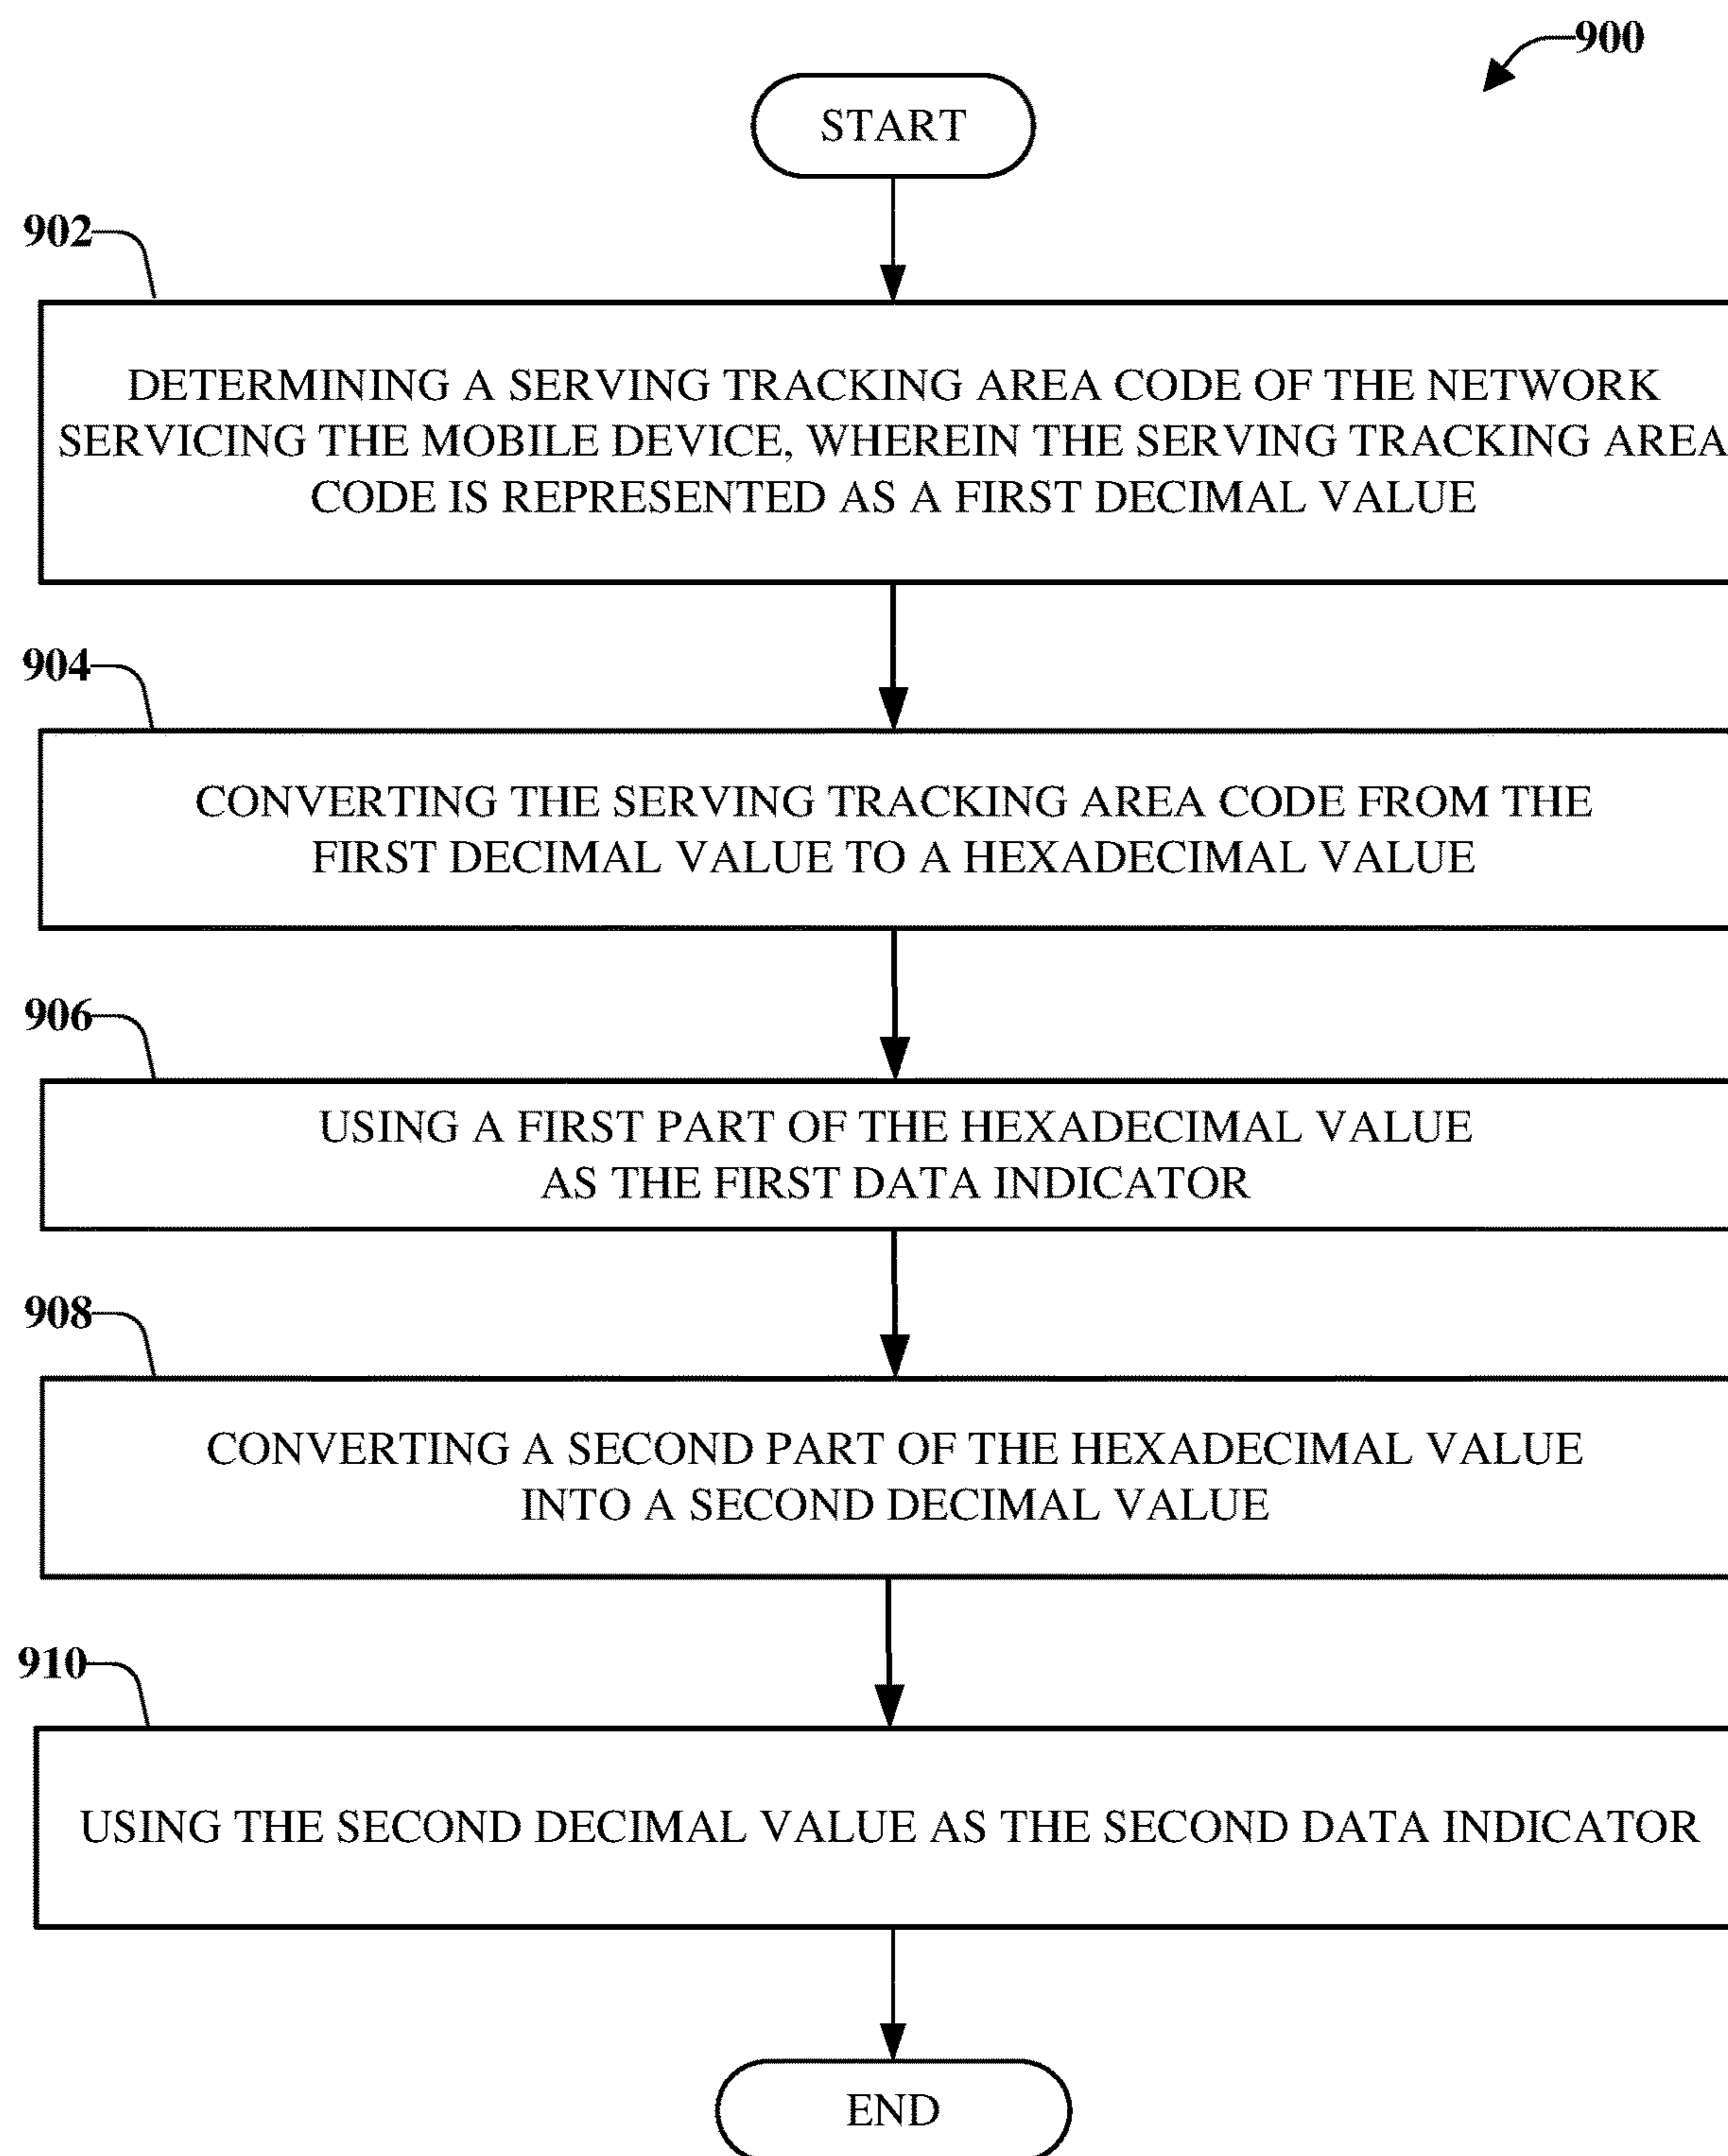 900
START
902
DETERMINING A SERVING TRACKING AREA CODE OF THE NETWORK
SERVICING THE MOBILE DEVICE, WHEREIN THE SERVING TRACKING AREA
CODE IS REPRESENTED AS A FIRST DECIMAL VALUE
904
CONVERTING THE SERVING TRACKING AREA CODE FROM THE
FIRST DECIMAL VALUE TO A HEXADECIMAL VALUE
906
USING A FIRST PART OF THE HEXADECIMAL VALUE
AS THE FIRST DATA INDICATOR
908
CONVERTING A SECOND PART OF THE HEXADECIMAL VALUE
INTO A SECOND DECIMAL VALUE
910
USING THE SECOND DECIMAL VALUE AS THE SECOND DATA INDICATOR
END